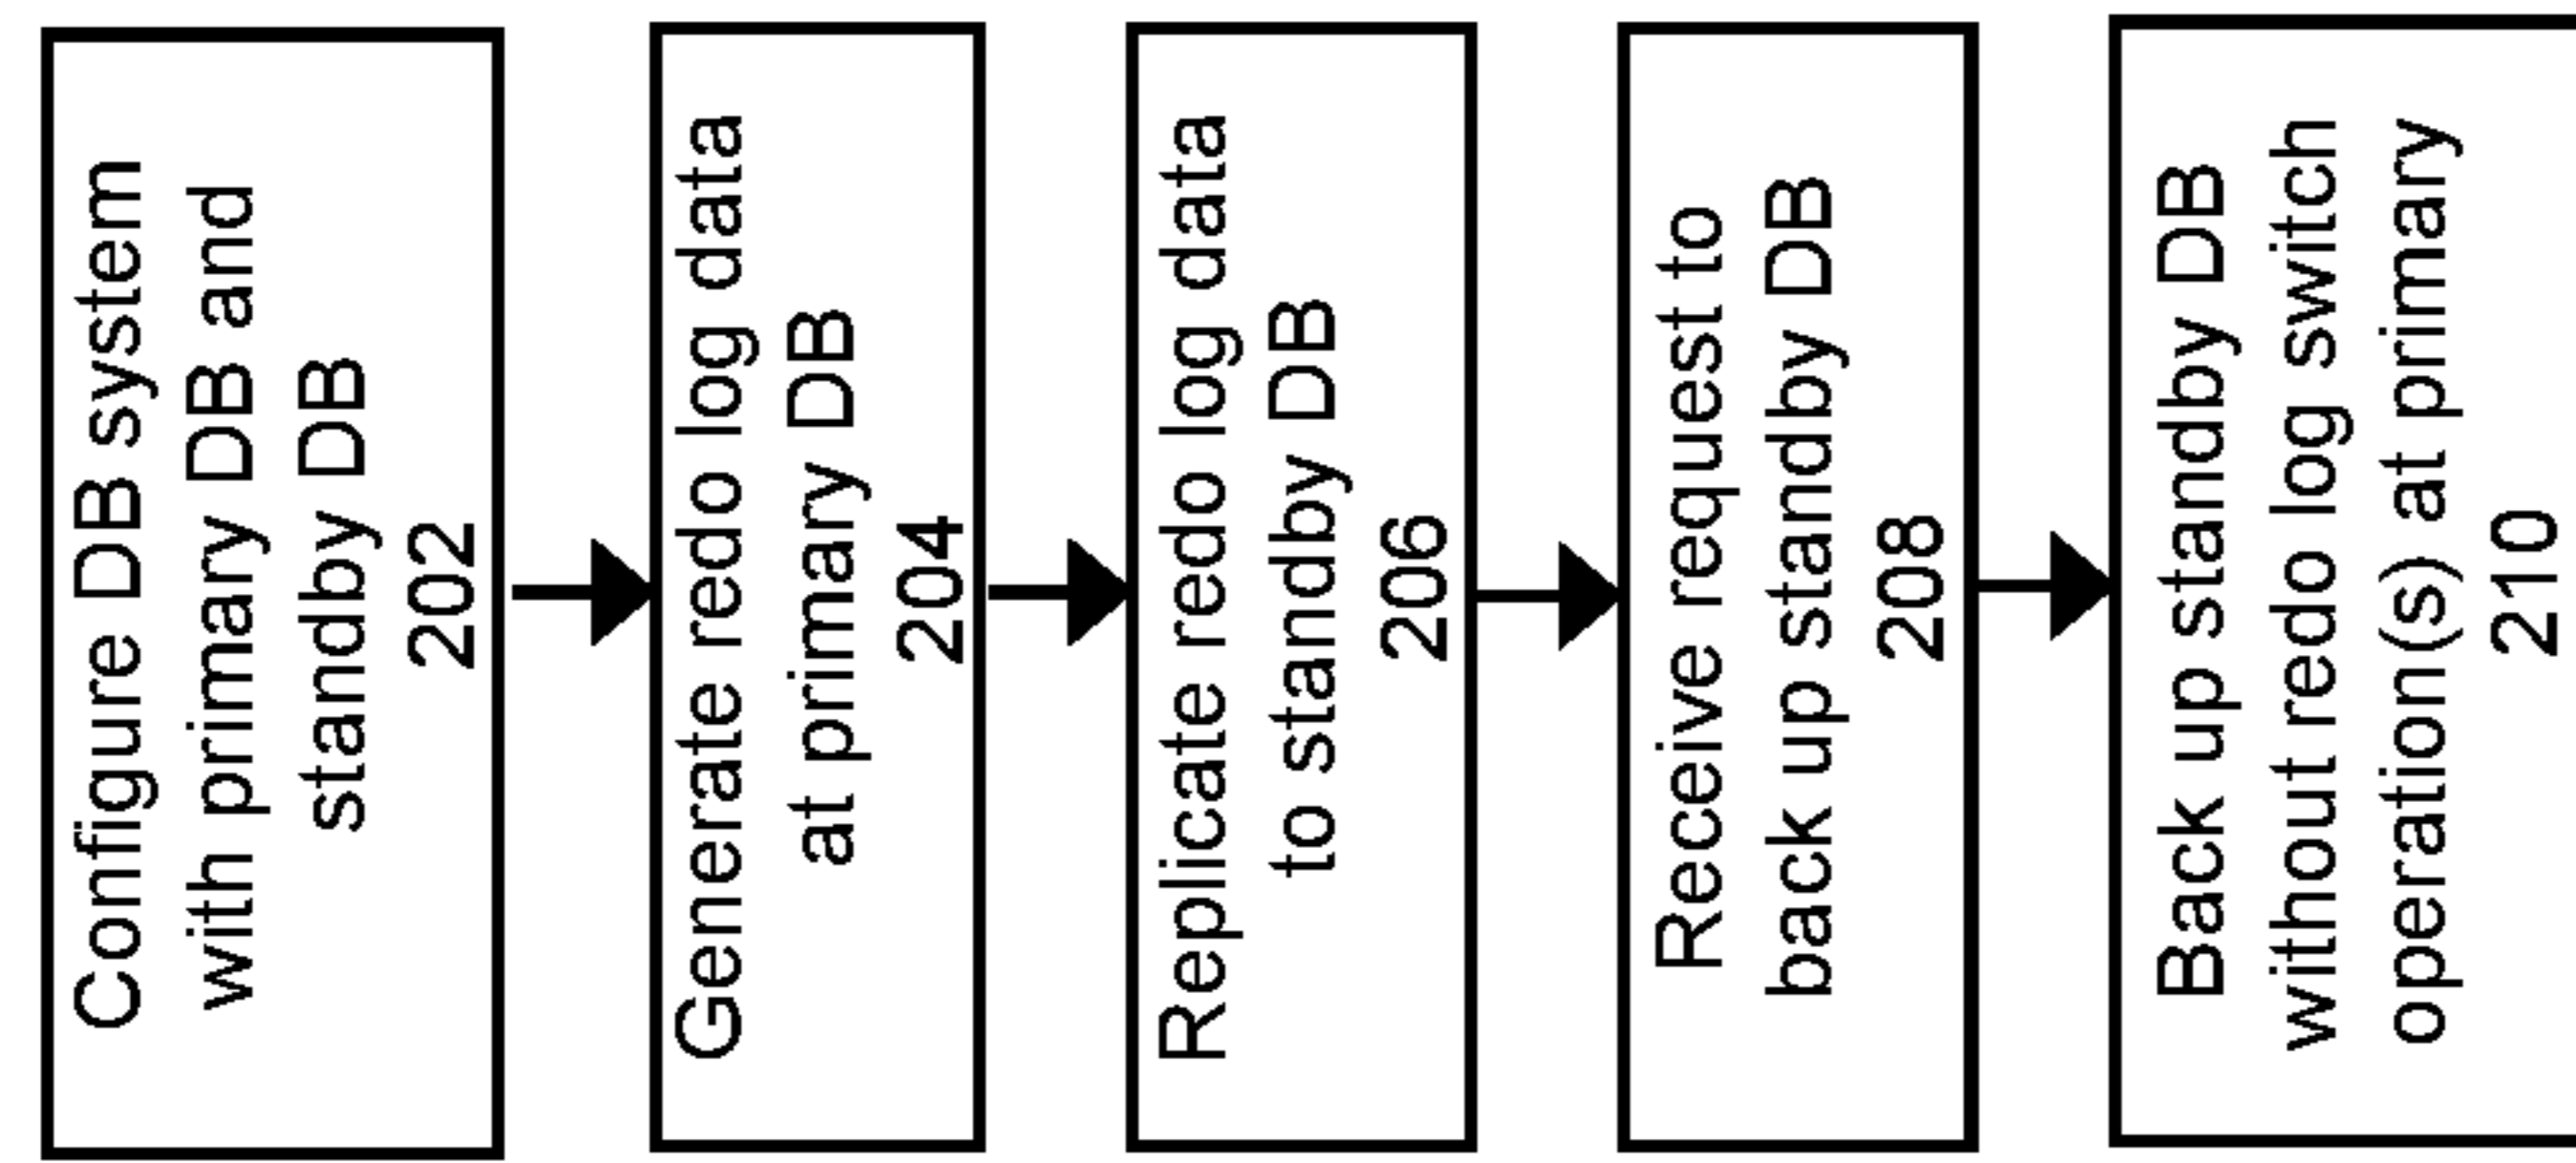 Configure DB system
with primary DB and
standby DB
202
Generate redo log data
at primary DB
204
Replicate redo log data
to standby DB
206
Receive request to
back up standby DB
208
Back up standby DB
without redo log switch
operation(s) at primary
210